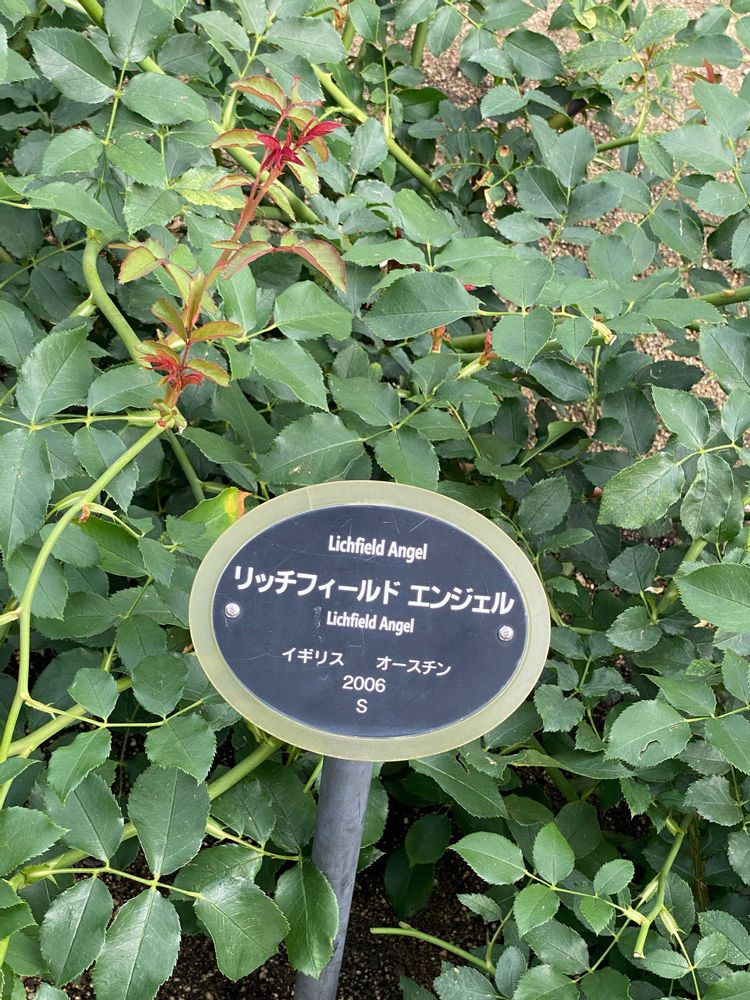 Lichfield Angel
リッチフィールド エンジェル
Lichfield Angel
イギリス　オースチン
2006
S